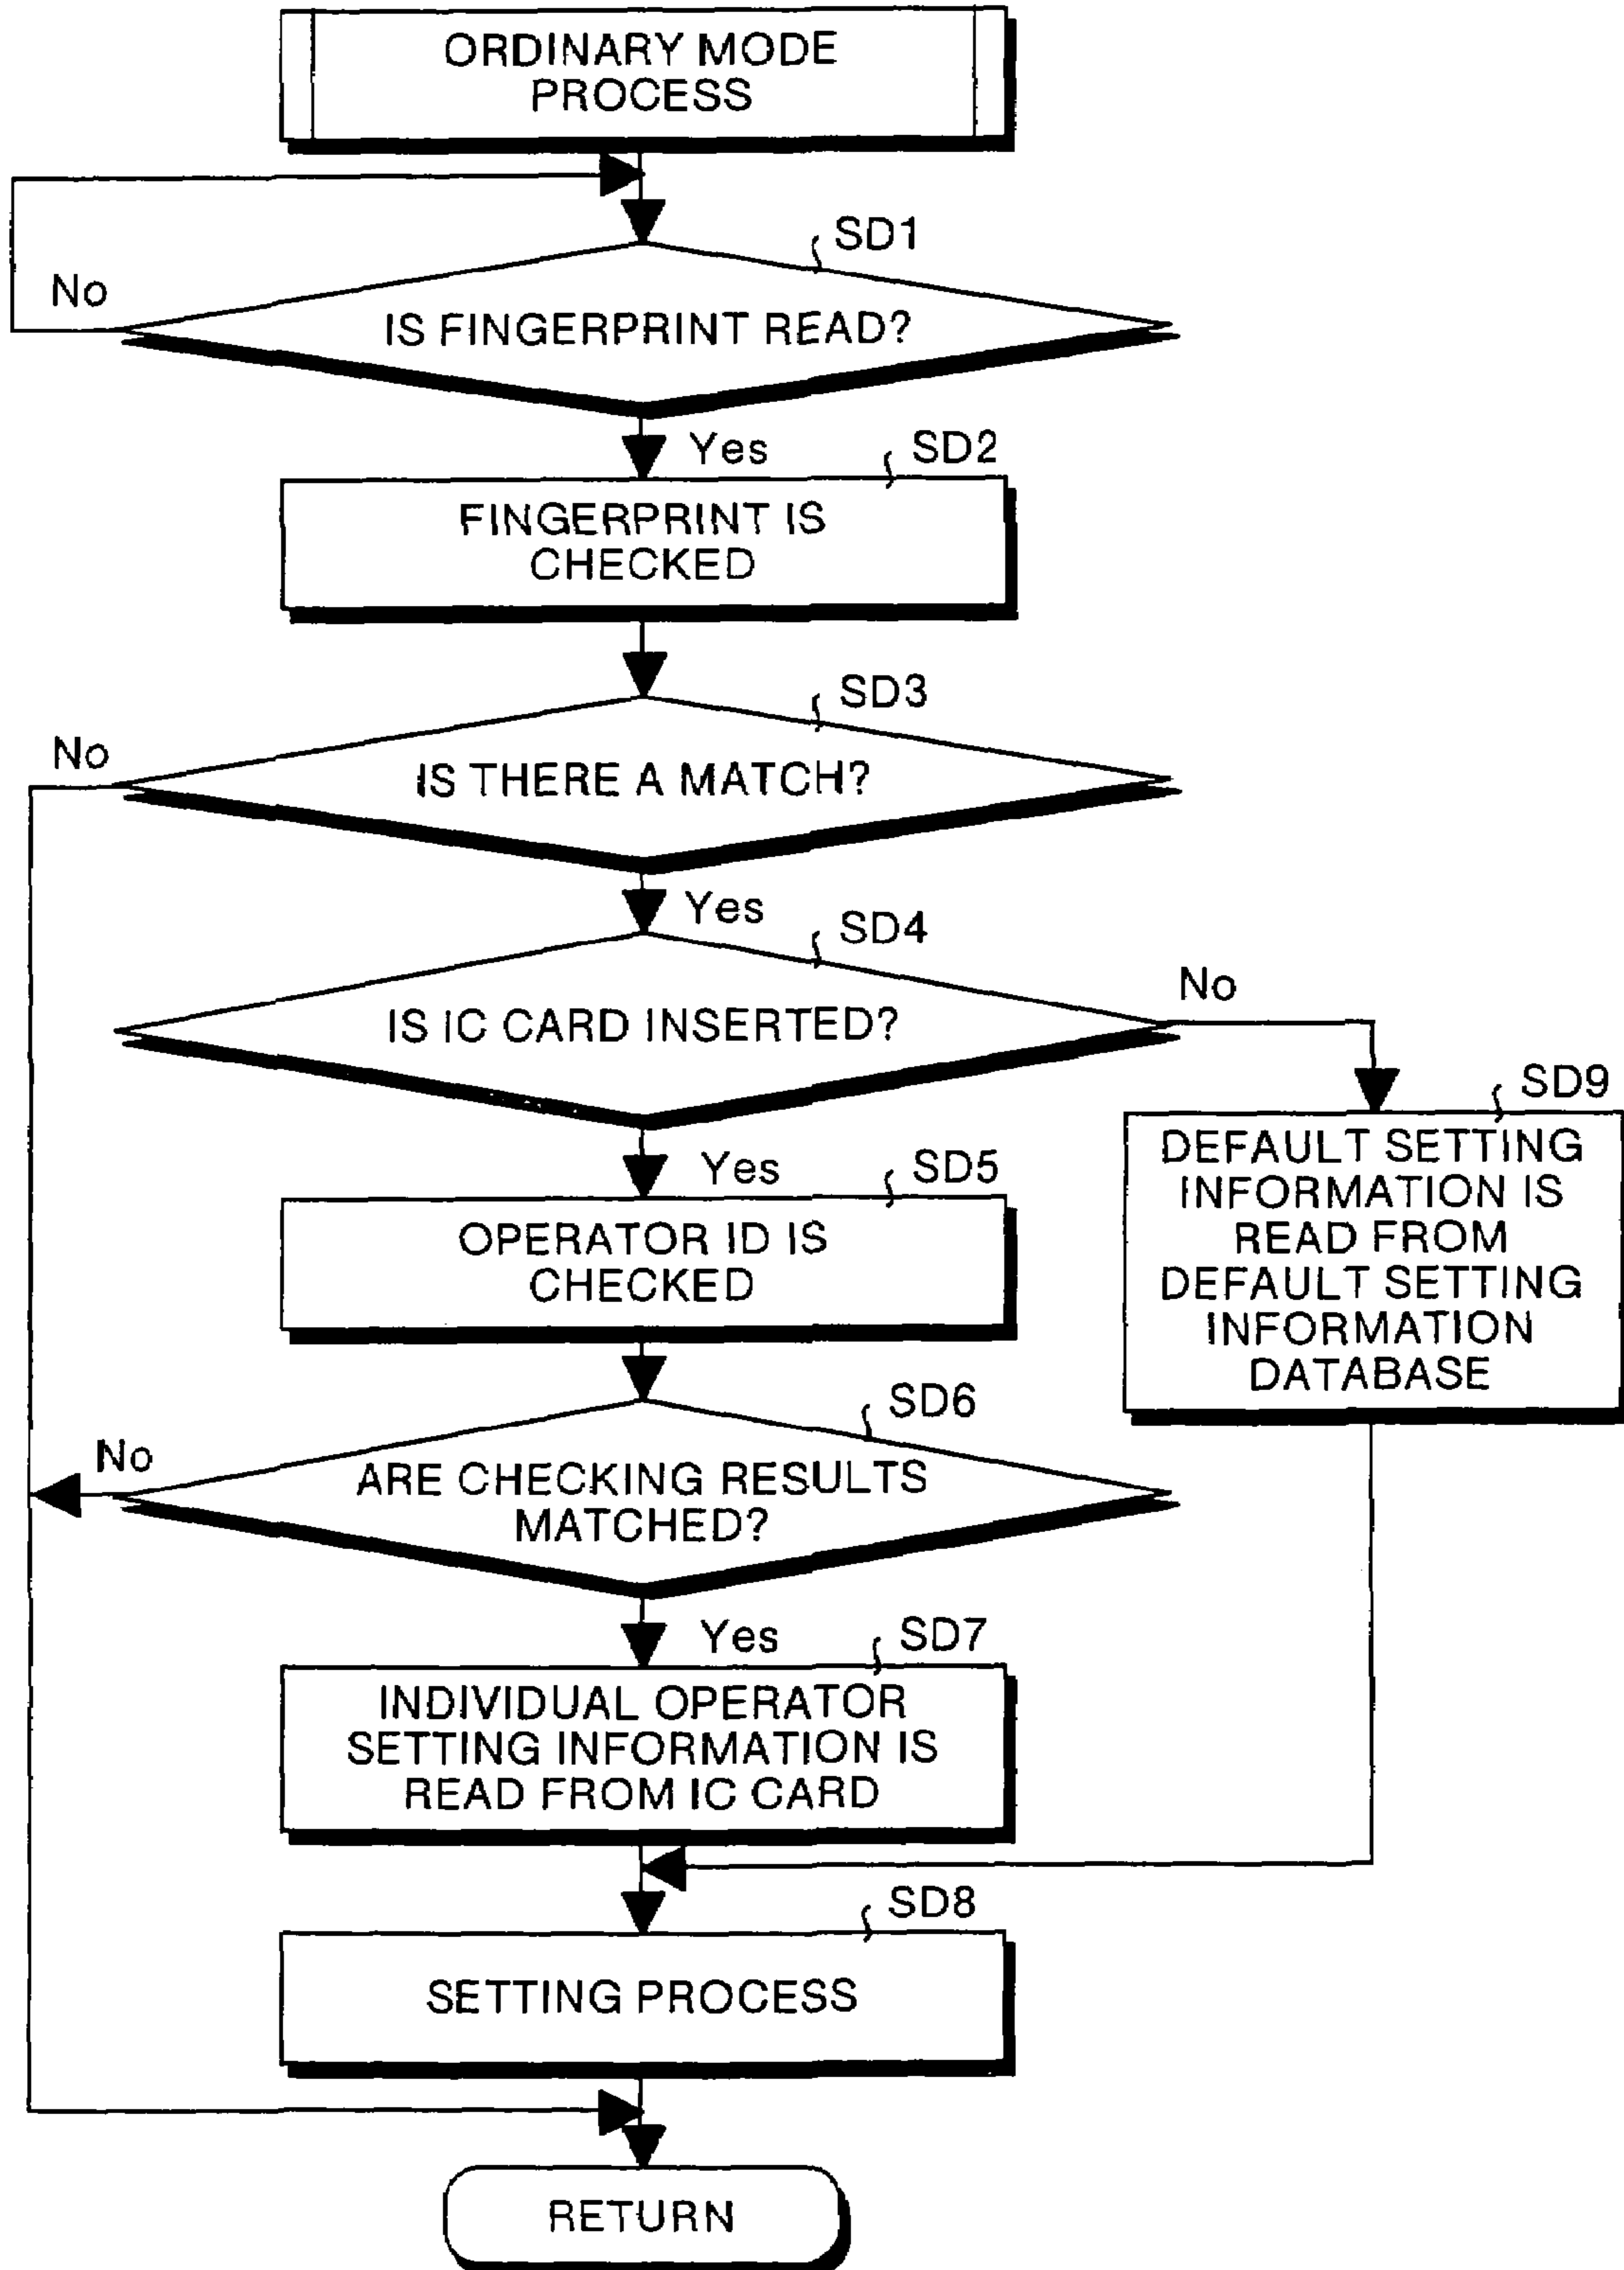 ORDINARY MODE
PROCESS
SD1
No
IS FINGERPRINT READ?
Yes
SD2
FINGERPRINT IS
CHECKED
SD3
No
IS THERE A MATCH?
Yes
SD4
No
IS IC CARD INSERTED?
SD9
DEFAULT SETTING
INFORMATION IS
READ FROM
DEFAULT SETTING
INFORMATION
DATABASE
Yes
SD5
OPERATOR ID IS
CHECKED
SD6
No
ARE CHECKING RESULTS
MATCHED?
Yes
SD7
INDIVIDUAL OPERATOR
SETTING INFORMATION IS
READ FROM IC CARD
SD8
SETTING PROCESS
RETURN